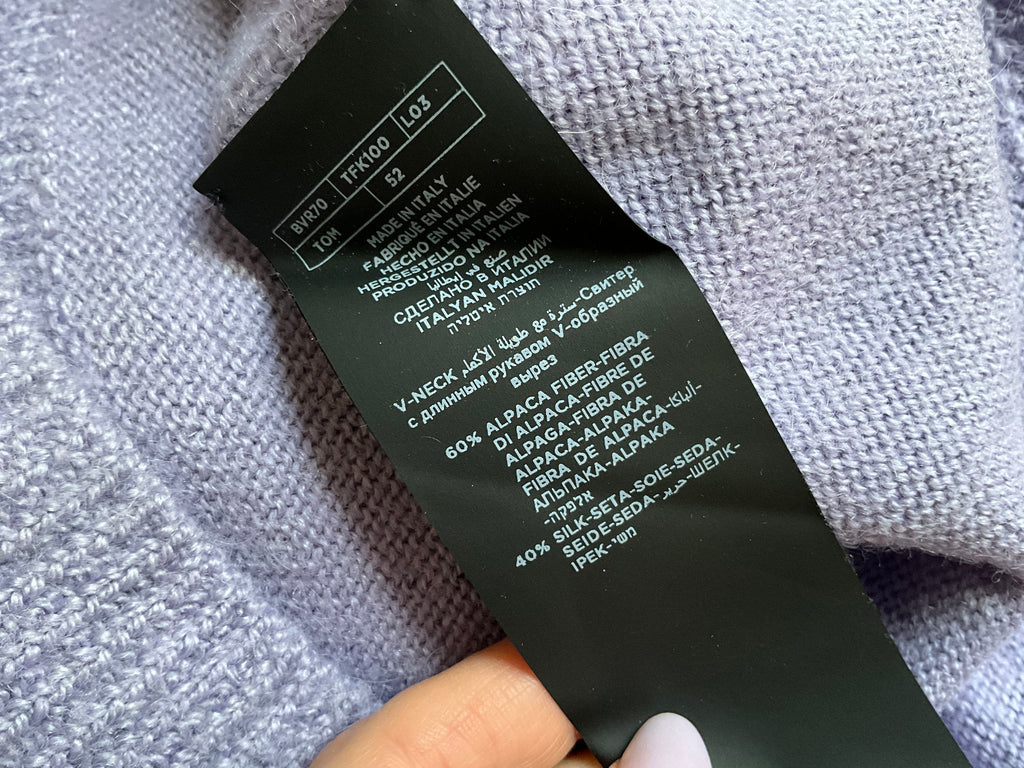 BVR70 TFK100 L03
TOM 52
MADE IN ITALY
FABRIQUÉ EN ITALIE
HECHO EN ITALIA
HERGESTELLT IN ITALIEN
PRODUZIDO NA ITALIA
صنع في إيطاليا
СДЕЛАНО В ИТАЛИИ
ITALYAN MALIDIR
תוצרת איטליה
V-NECK سترة مع طويلة الأكمام-Свитер
с длинным рукавом V-образный
вырез
60% ALPACA FIBER-FIBRA
DI ALPACA-FIBRE DE
ALPAGA-FIBRA DE
ALPACA-ALPAKA-
FIBRA DE ALPACA-ألباكا-
АЛЬПАКА-ALPAKA
-אלפקה
40% SILK-SETA-SOIE-SEDA-
SEIDE-SEDA-حرير-ШЕЛК-
IPEK-משי